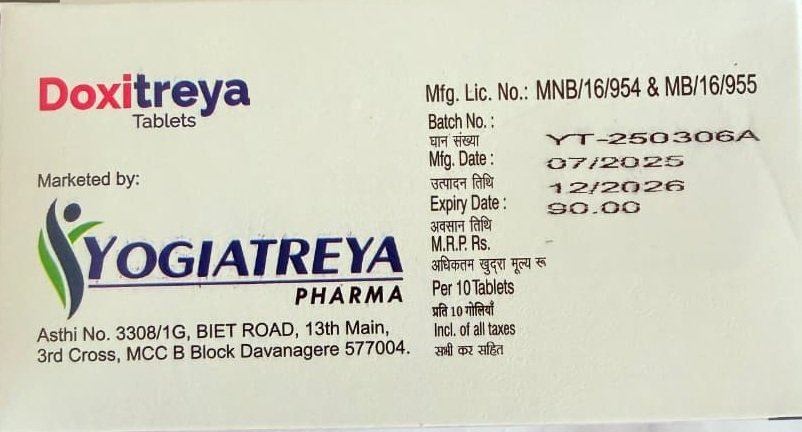 Doxitreya
Tablets
Marketed by:
YOGIATREYA
PHARMA
Asthi No. 3308/1G, BIET ROAD, 13th Main,
3rd Cross, MCC B Block Davanagere 577004.
Mfg. Lic. No.: MNB/16/954 & MB/16/955
Batch No. :
घान संख्या YT-250306A
Mfg. Date : 07/2025
उत्पादन तिथि 12/2026
Expiry Date : 90.00
अवसान तिथि
M.R.P. Rs.
अधिकतम खुदरा मूल्य रू
Per 10 Tablets
प्रति 10 गोलियाँ
Incl. of all taxes
सभी कर सहित